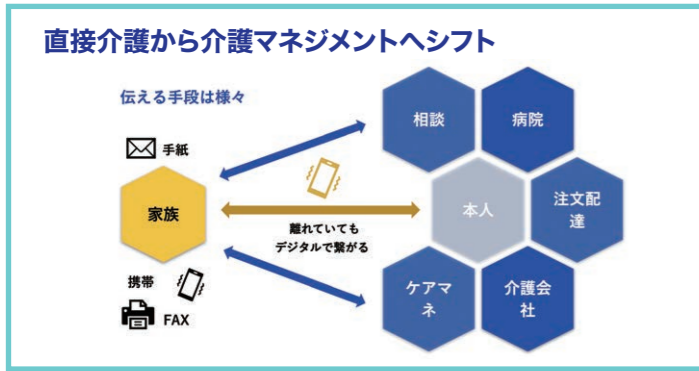 直接介護から介護マネジメントへシフト
伝える手段は様々
手紙
家族
携帯
FAX
離れていても
デジタルで繋がる
相談
病院
本人
注文配
達
ケアマ
ネ
介護会
社